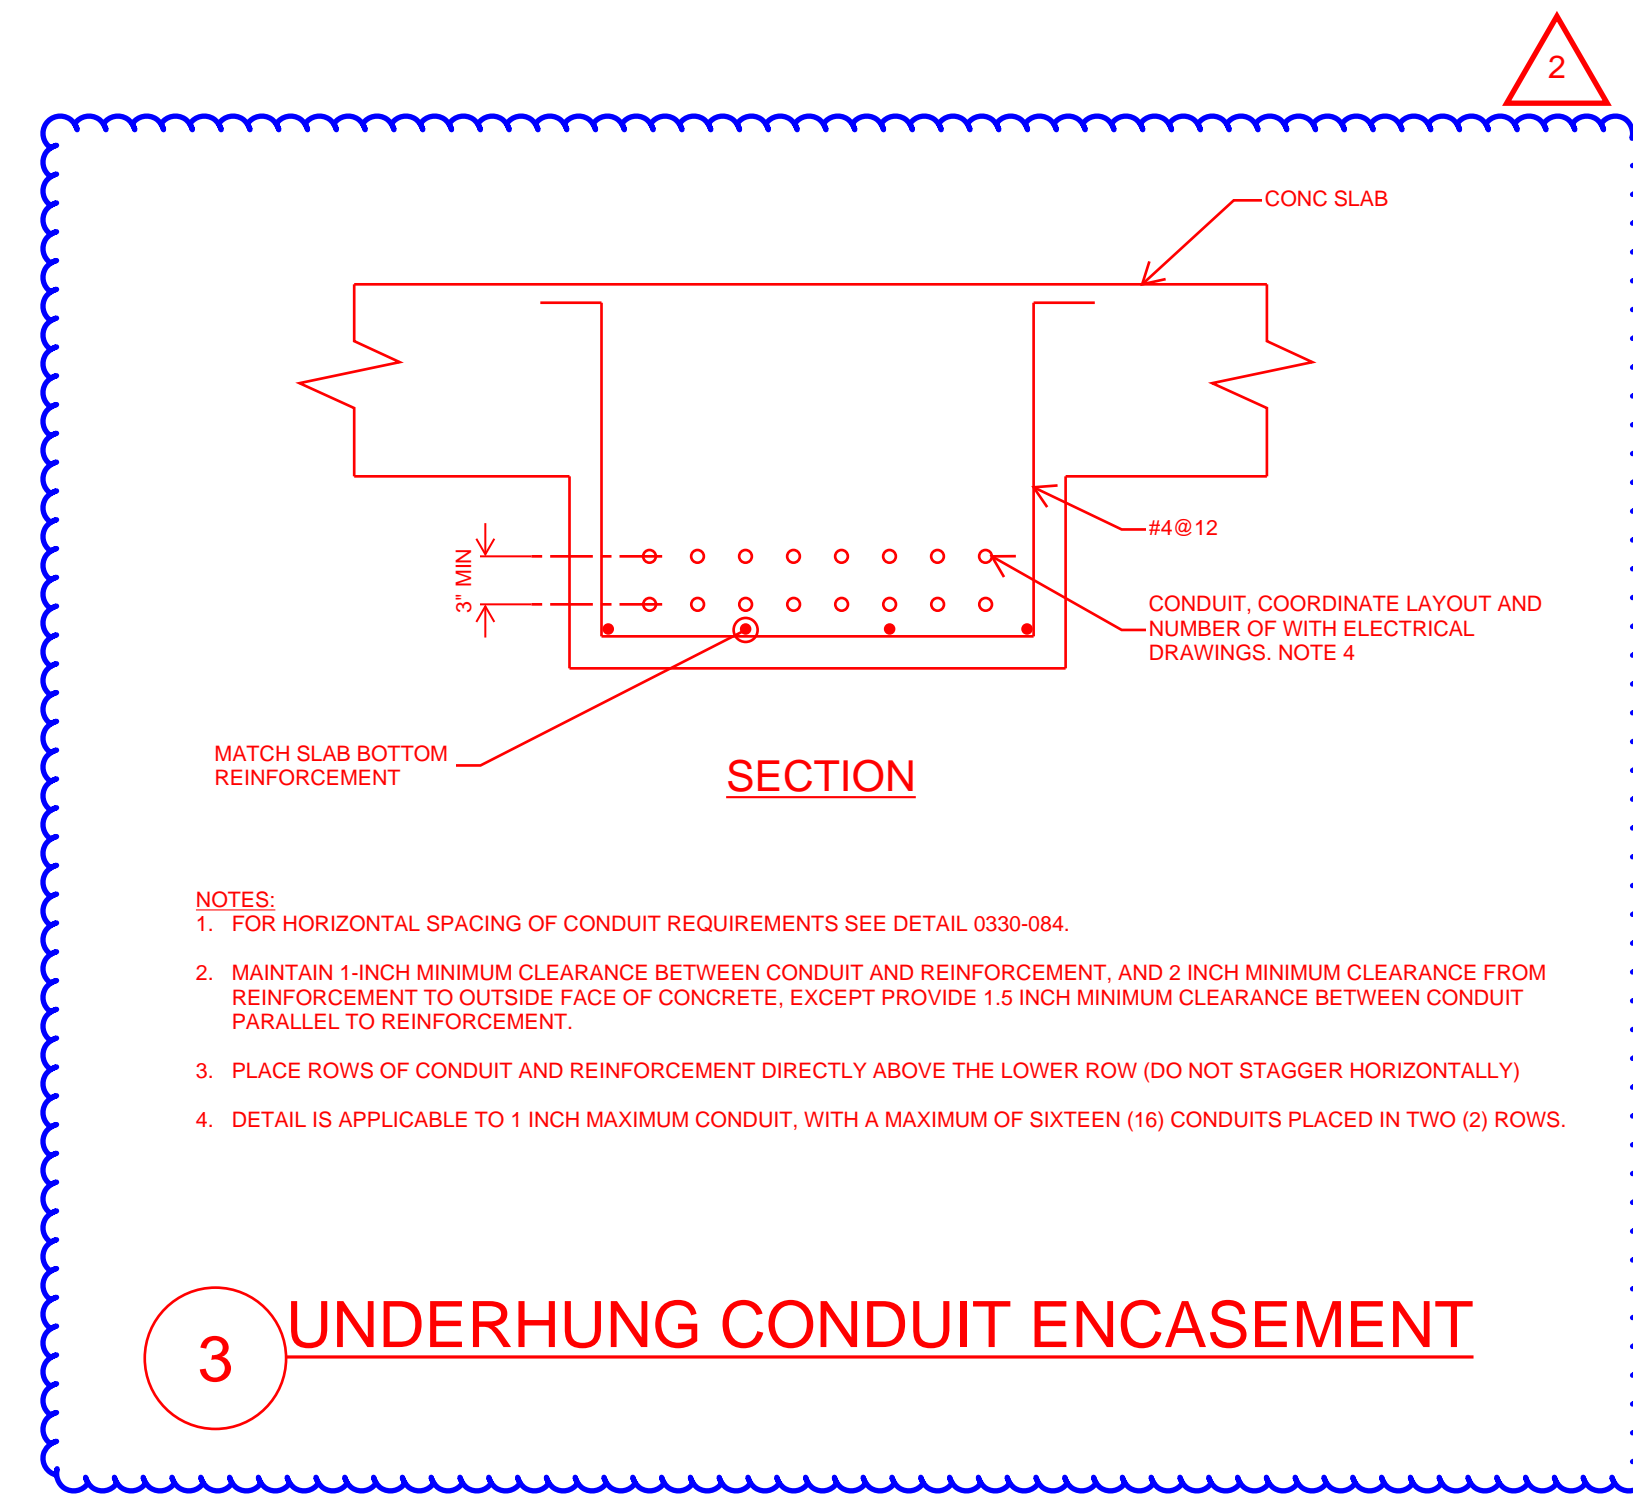 2
CONC SLAB
#4@12
3" MIN
CONDUIT, COORDINATE LAYOUT AND
NUMBER OF WITH ELECTRICAL
DRAWINGS. NOTE 4
MATCH SLAB BOTTOM
REINFORCEMENT
SECTION
NOTES:
1. FOR HORIZONTAL SPACING OF CONDUIT REQUIREMENTS SEE DETAIL 0330-084.
2. MAINTAIN 1-INCH MINIMUM CLEARANCE BETWEEN CONDUIT AND REINFORCEMENT, AND 2 INCH MINIMUM CLEARANCE FROM
REINFORCEMENT TO OUTSIDE FACE OF CONCRETE, EXCEPT PROVIDE 1.5 INCH MINIMUM CLEARANCE BETWEEN CONDUIT
PARALLEL TO REINFORCEMENT.
3. PLACE ROWS OF CONDUIT AND REINFORCEMENT DIRECTLY ABOVE THE LOWER ROW (DO NOT STAGGER HORIZONTALLY)
4. DETAIL IS APPLICABLE TO 1 INCH MAXIMUM CONDUIT, WITH A MAXIMUM OF SIXTEEN (16) CONDUITS PLACED IN TWO (2) ROWS.
3 UNDERHUNG CONDUIT ENCASEMENT